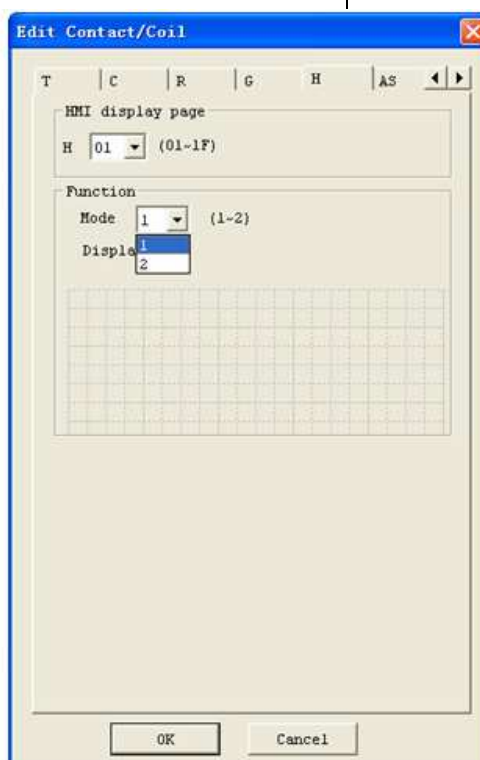 Edit Contact/Coil
T C R G H AS
HMI display page
H 01 (01~1F)
Function
Mode 1 (1~2)
Displa 1
2
OK Cancel